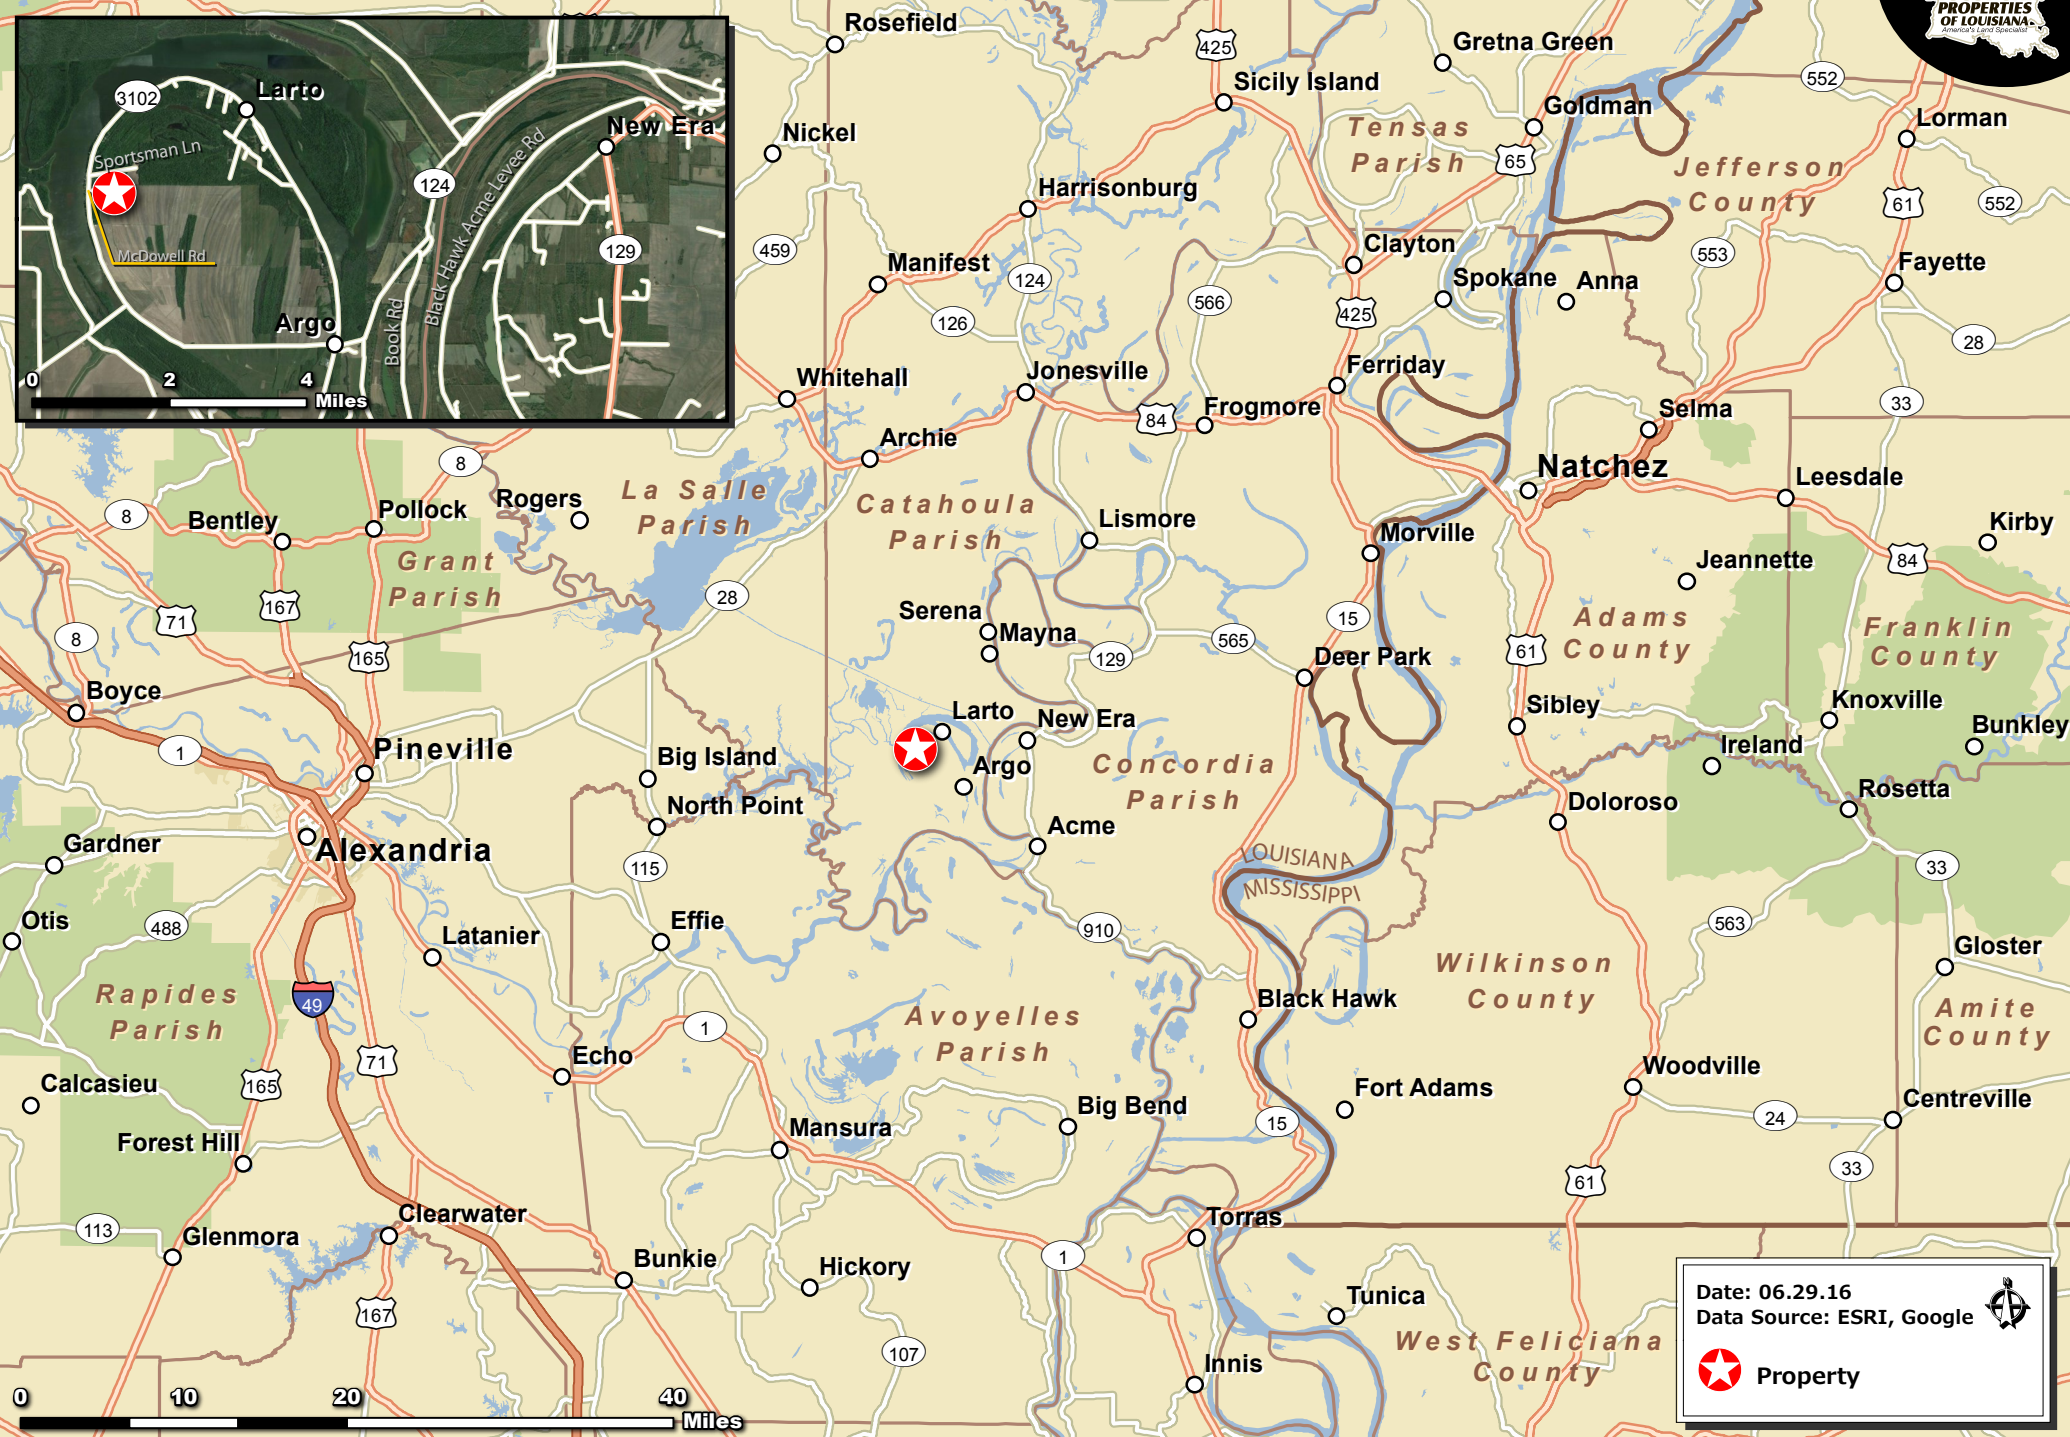 PROPERTIES
OF LOUISIANA
America's Land Specialist
3102
Larto
New Era
Sportsman Ln
124
Black Hawk Acme Levee Rd
129
McDowell Rd
Argo
Book Rd
0 2 4
Miles
Rosefield
425
Gretna Green
Sicily Island
552
Goldman
Lorman
Nickel
Tensas
Parish
65
Jefferson
County
Harrisonburg
61
552
459
Manifest
124
Clayton
Spokane
Anna
553
Fayette
566
126
425
28
Whitehall
Jonesville
Ferriday
84
Frogmore
33
Selma
Archie
8
Natchez
Leesdale
La Salle
Parish
Catahoula
Parish
Rogers
8
Bentley
Pollock
Lismore
Morville
Kirby
Grant
Parish
Jeannette
84
167
28
Serena
71
8
Mayna
15
Adams
County
Franklin
County
165
129
565
Deer Park
61
Boyce
Larto
New Era
Sibley
Knoxville
1
Pineville
Big Island
Argo
Concordia
Parish
Ireland
Bunkley
North Point
Doloroso
Rosetta
Gardner
Alexandria
Acme
115
LOUISIANA
MISSISSIPPI
33
Otis
488
Latanier
Effie
910
563
Gloster
Rapides
Parish
49
Wilkinson
County
Black Hawk
Avoyelles
Parish
Amite
County
1
71
Echo
165
Calcasieu
Woodville
Fort Adams
Big Bend
24
Centreville
Forest Hill
Mansura
15
33
61
113
Glenmora
Clearwater
Torras
Bunkie
Hickory
1
Tunica
167
107
West Feliciana
County
Innis
0 10 20 40
Miles
Date: 06.29.16
Data Source: ESRI, Google
Property